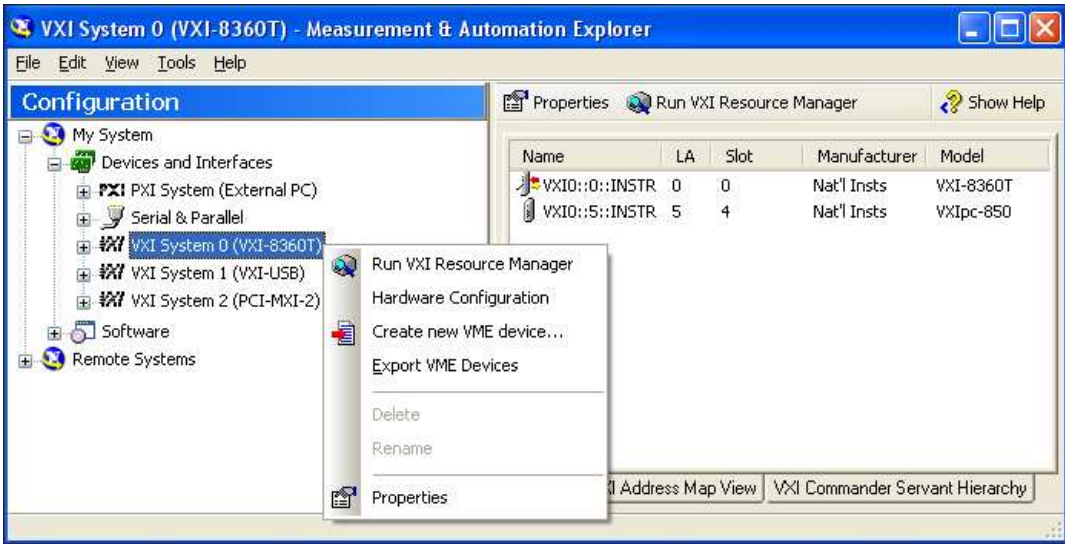 VXI System 0 (VXI-8360T) - Measurement & Automation Explorer
File Edit View Tools Help
Configuration
My System
Devices and Interfaces
PXI PXI System (External PC)
Serial & Parallel
VXI VXI System 0 (VXI-8360T)
VXI VXI System 1 (VXI-USB)
VXI VXI System 2 (PCI-MXI-2)
Software
Remote Systems
Run VXI Resource Manager
Hardware Configuration
Create new VME device...
Export VME Devices
Delete
Rename
Properties
Properties Run VXI Resource Manager Show Help
Name LA Slot Manufacturer Model
VXI0::0::INSTR 0 0 Nat'l Insts VXI-8360T
VXI0::5::INSTR 5 4 Nat'l Insts VXIpc-850
Address Map View VXI Commander Servant Hierarchy